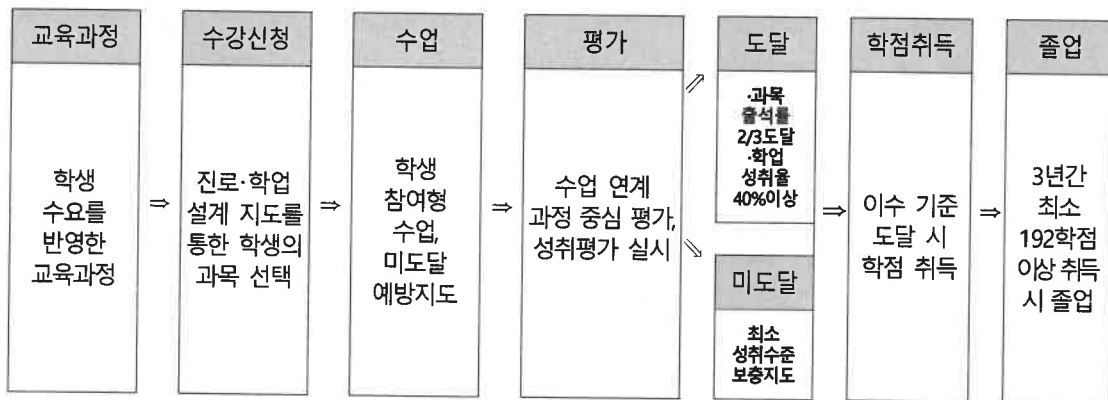 교육과정
학생
수요를
반영한
교육과정
⇒
수강신청
진로·학업
설계 지도를
통한 학생의
과목 선택
⇒
수업
학생
참여형
수업,
미도달
예방지도
⇒
평가
수업 연계
과정 중심 평가,
성취평가 실시
⇗
⇘
도달
·과목
출석률
2/3도달
·학업
성취율
40%이상
미도달
최소
성취수준
보충지도
⇒
학점취득
이수 기준
도달 시
학점 취득
⇒
졸업
3년간
최소
192학점
이상 취득
시 졸업